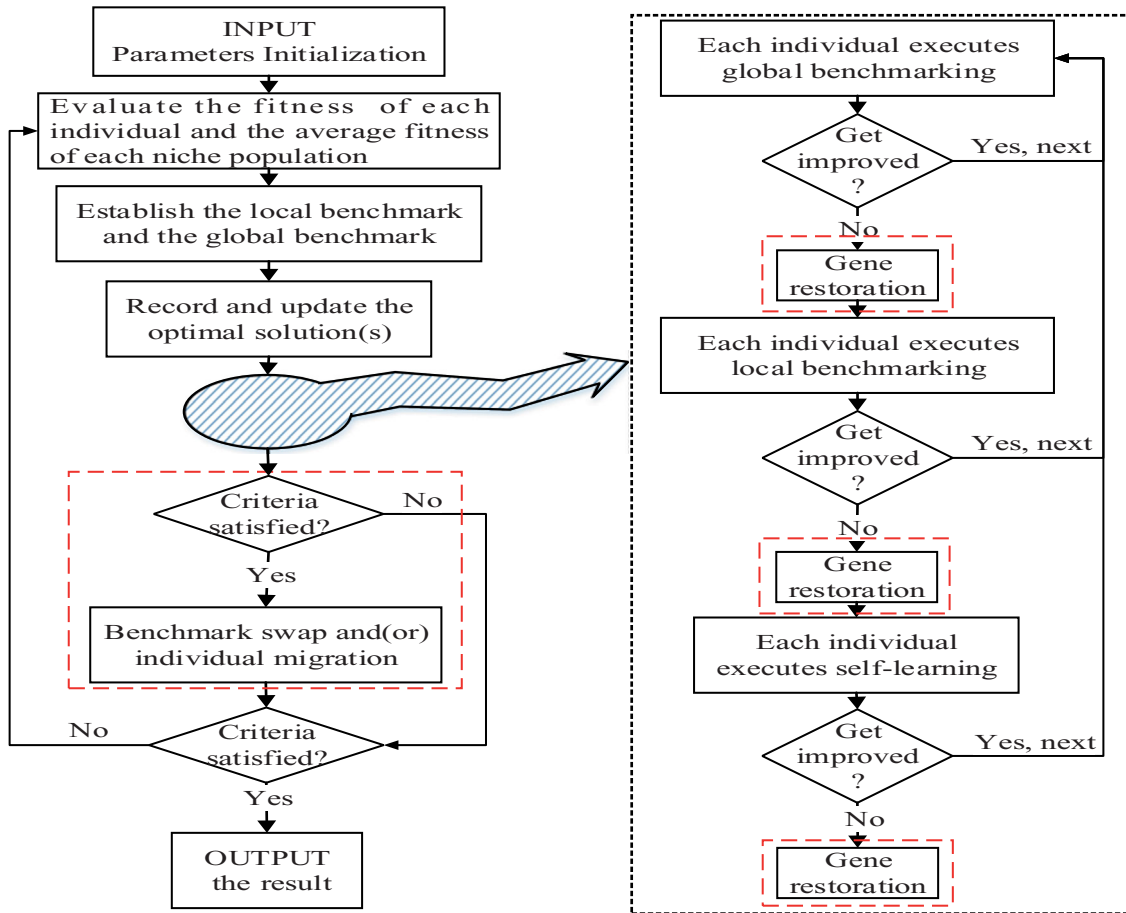 INPUT
Parameters Initialization
Evaluate the fitness of each
individual and the average fitness
of each niche population
Establish the local benchmark
and the global benchmark
Record and update the
optimal solution(s)
Criteria
satisfied?
No
Yes
Benchmark swap and(or)
individual migration
No
Criteria
satisfied?
Yes
OUTPUT
the result
Each individual executes
global benchmarking
Get
improved
?
Yes, next
No
Gene
restoration
Each individual executes
local benchmarking
Get
improved
?
Yes, next
No
Gene
restoration
Each individual
executes self-learning
Get
improved
?
Yes, next
No
Gene
restoration